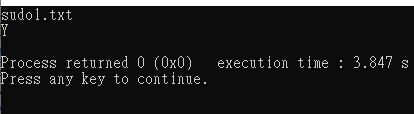 sudo1.txt
Y
Process returned 0 (0x0)   execution time : 3.847 s
Press any key to continue.